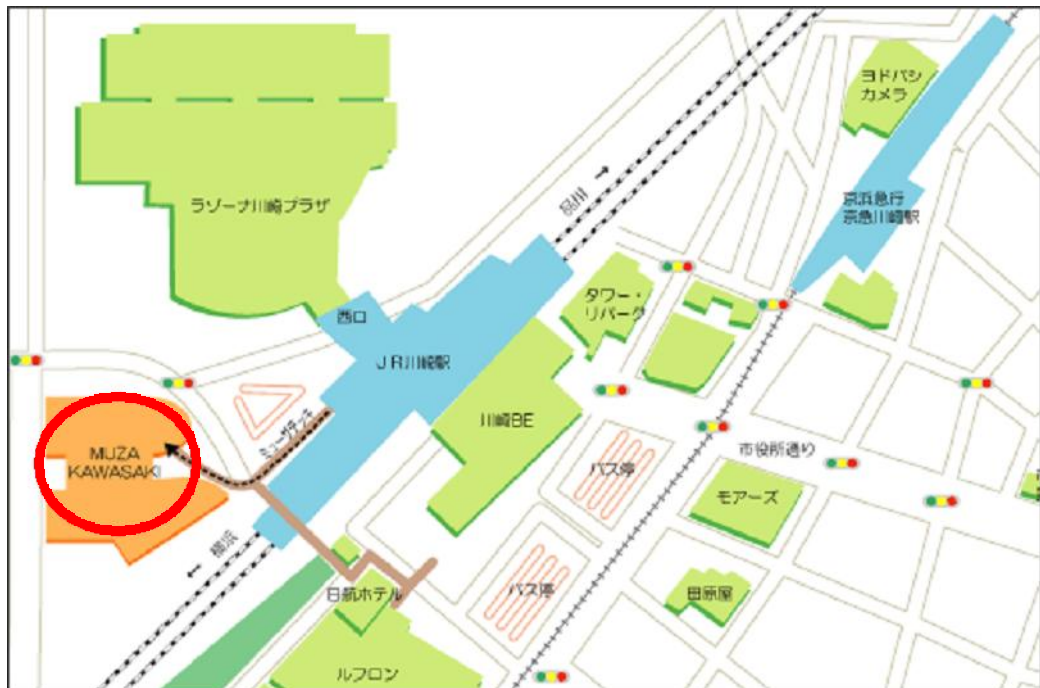 ヨドバシ
カメラ
ラゾーナ川崎プラザ
品川
京浜急行
京急川崎駅
タワー・
リバーク
西口
JR川崎駅
川崎BE
ミューザデッキ
MUZA
KAWASAKI
市役所通り
バス停
モアーズ
横浜
日航ホテル
バス停
田原屋
ルフロン